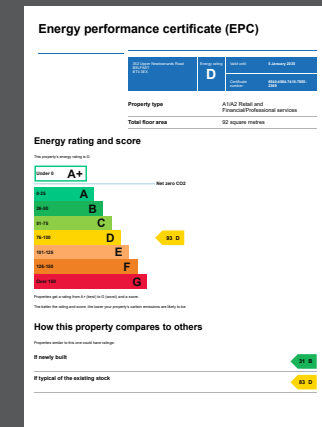 Energy performance certificate (EPC)
Energy rating
D
Valid until:
Certificate
number:
Property type
A1/A2 Retail and
Financial/Professional services
Total floor area
92 square metres
Energy rating and score
This property's energy rating is D.
Under 0 A+
Net zero CO2
0-25 A
26-50 B
51-75 C
76-100 D
93 D
101-125 E
126-150 F
Over 150 G
Properties get a rating from A+ (best) to G (worst) and a score.
The better the rating and score, the lower your property's carbon emissions are likely to be.
How this property compares to others
Properties similar to this one could have ratings:
If newly built
31 B
If typical of the existing stock